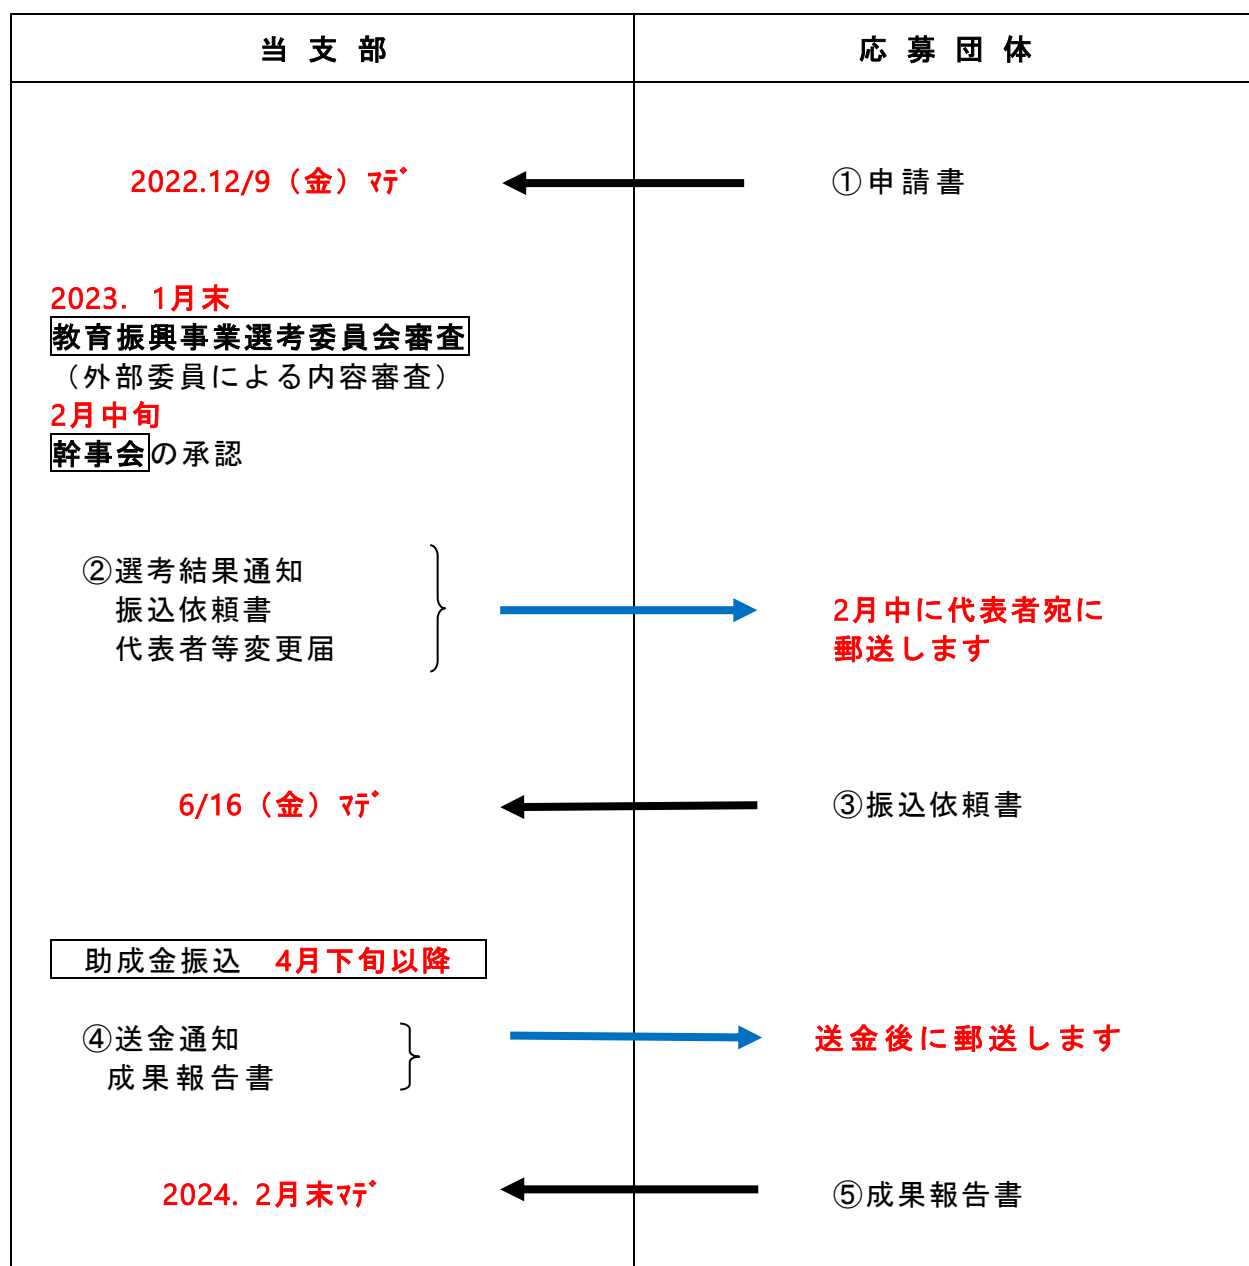 当支部
応募団体
2022.12/9（金）ﾏﾃﾞ
①申請書
2023. 1月末
教育振興事業選考委員会審査
（外部委員による内容審査）
2月中旬
幹事会の承認
②選考結果通知
振込依頼書
代表者等変更届
2月中に代表者宛に
郵送します
6/16（金）ﾏﾃﾞ
③振込依頼書
助成金振込　4月下旬以降
④送金通知
成果報告書
送金後に郵送します
2024. 2月末ﾏﾃﾞ
⑤成果報告書